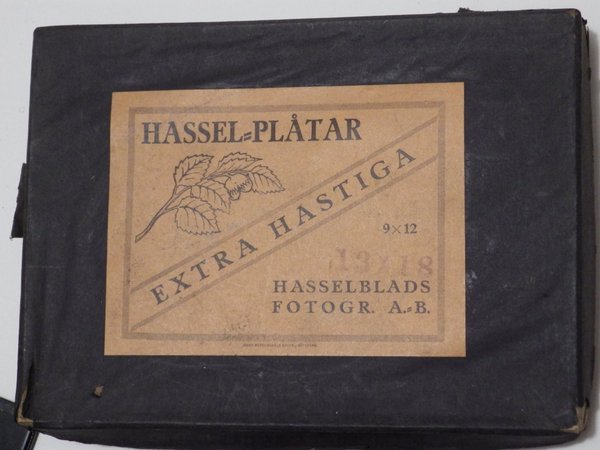 HASSEL=PLÅTAR
EXTRA HASTIGA
9×12
13×18
HASSELBLADS
FOTOGR. A.=B.